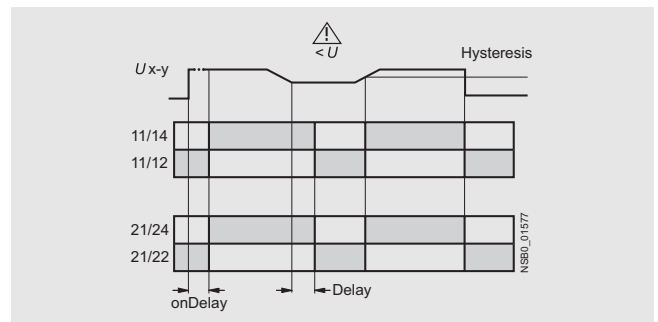 < U
Hysteresis
U x-y
11/14
11/12
21/24
21/22
onDelay
Delay
NSB0_01577